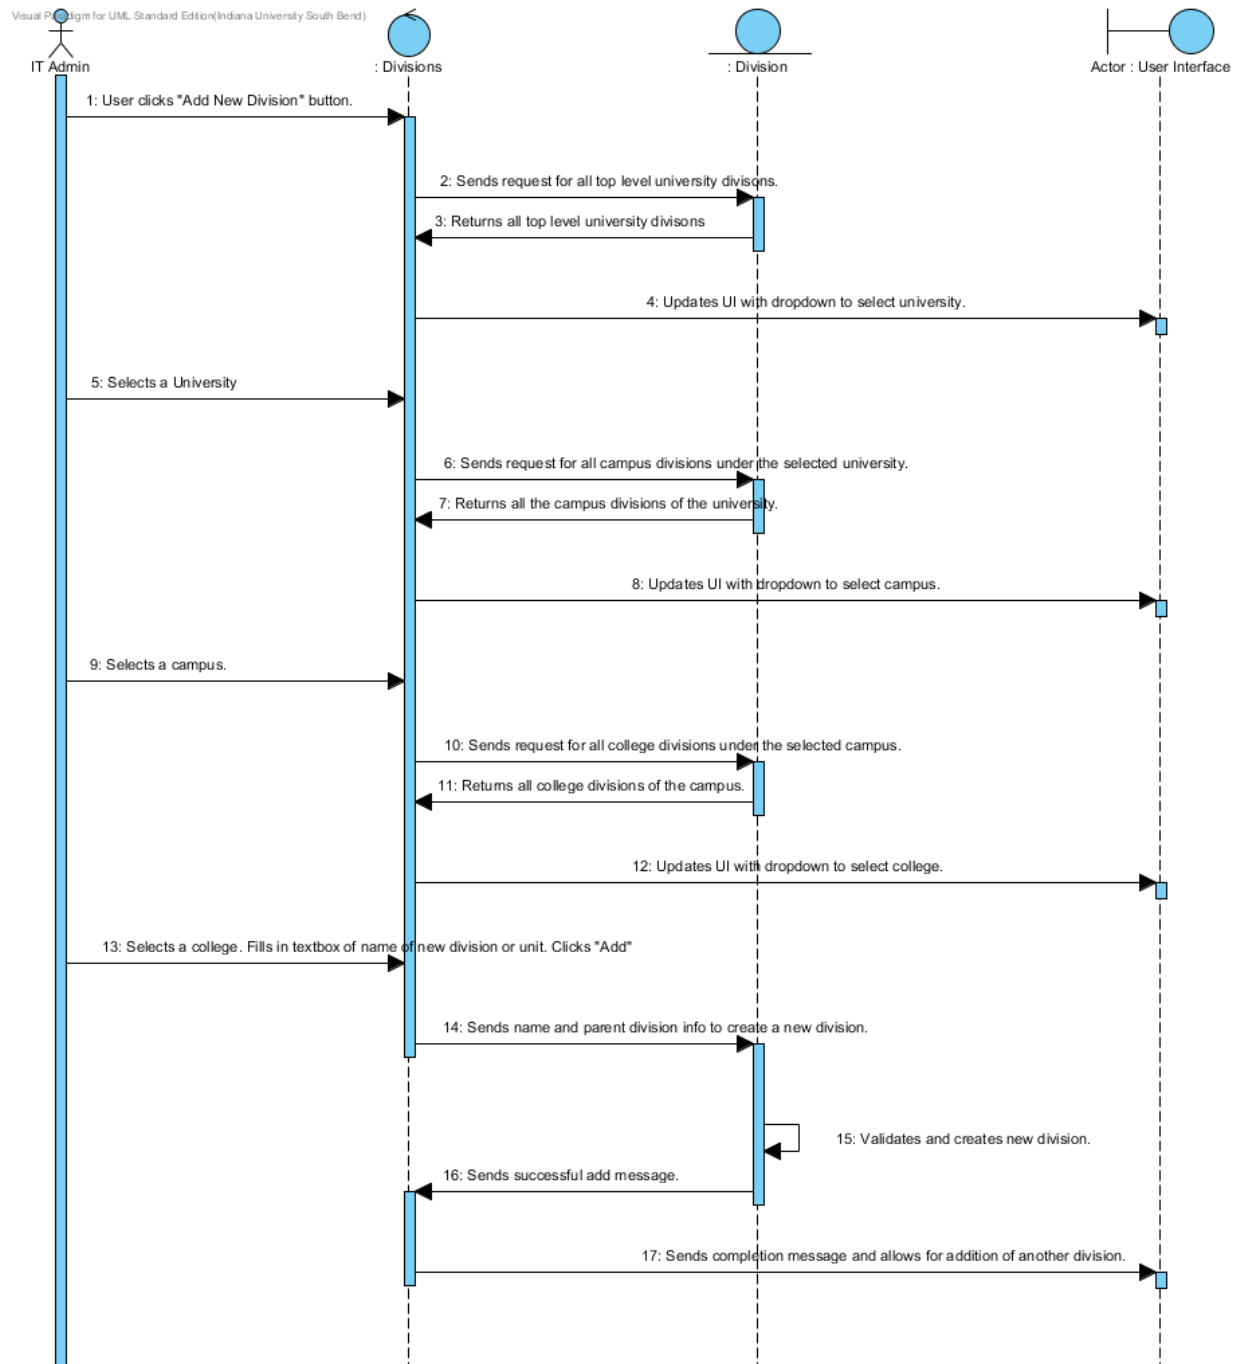 Visual Paradigm for UML Standard Edition(Indiana University South Bend)
IT Admin
: Divisions
: Division
Actor : User Interface
1: User clicks "Add New Division" button.
2: Sends request for all top level university divisons.
3: Returns all top level university divisons
4: Updates UI with dropdown to select university.
5: Selects a University
6: Sends request for all campus divisions under the selected university.
7: Returns all the campus divisions of the university.
8: Updates UI with dropdown to select campus.
9: Selects a campus.
10: Sends request for all college divisions under the selected campus.
11: Returns all college divisions of the campus.
12: Updates UI with dropdown to select college.
13: Selects a college. Fills in textbox of name of new division or unit. Clicks "Add"
14: Sends name and parent division info to create a new division.
15: Validates and creates new division.
16: Sends successful add message.
17: Sends completion message and allows for addition of another division.